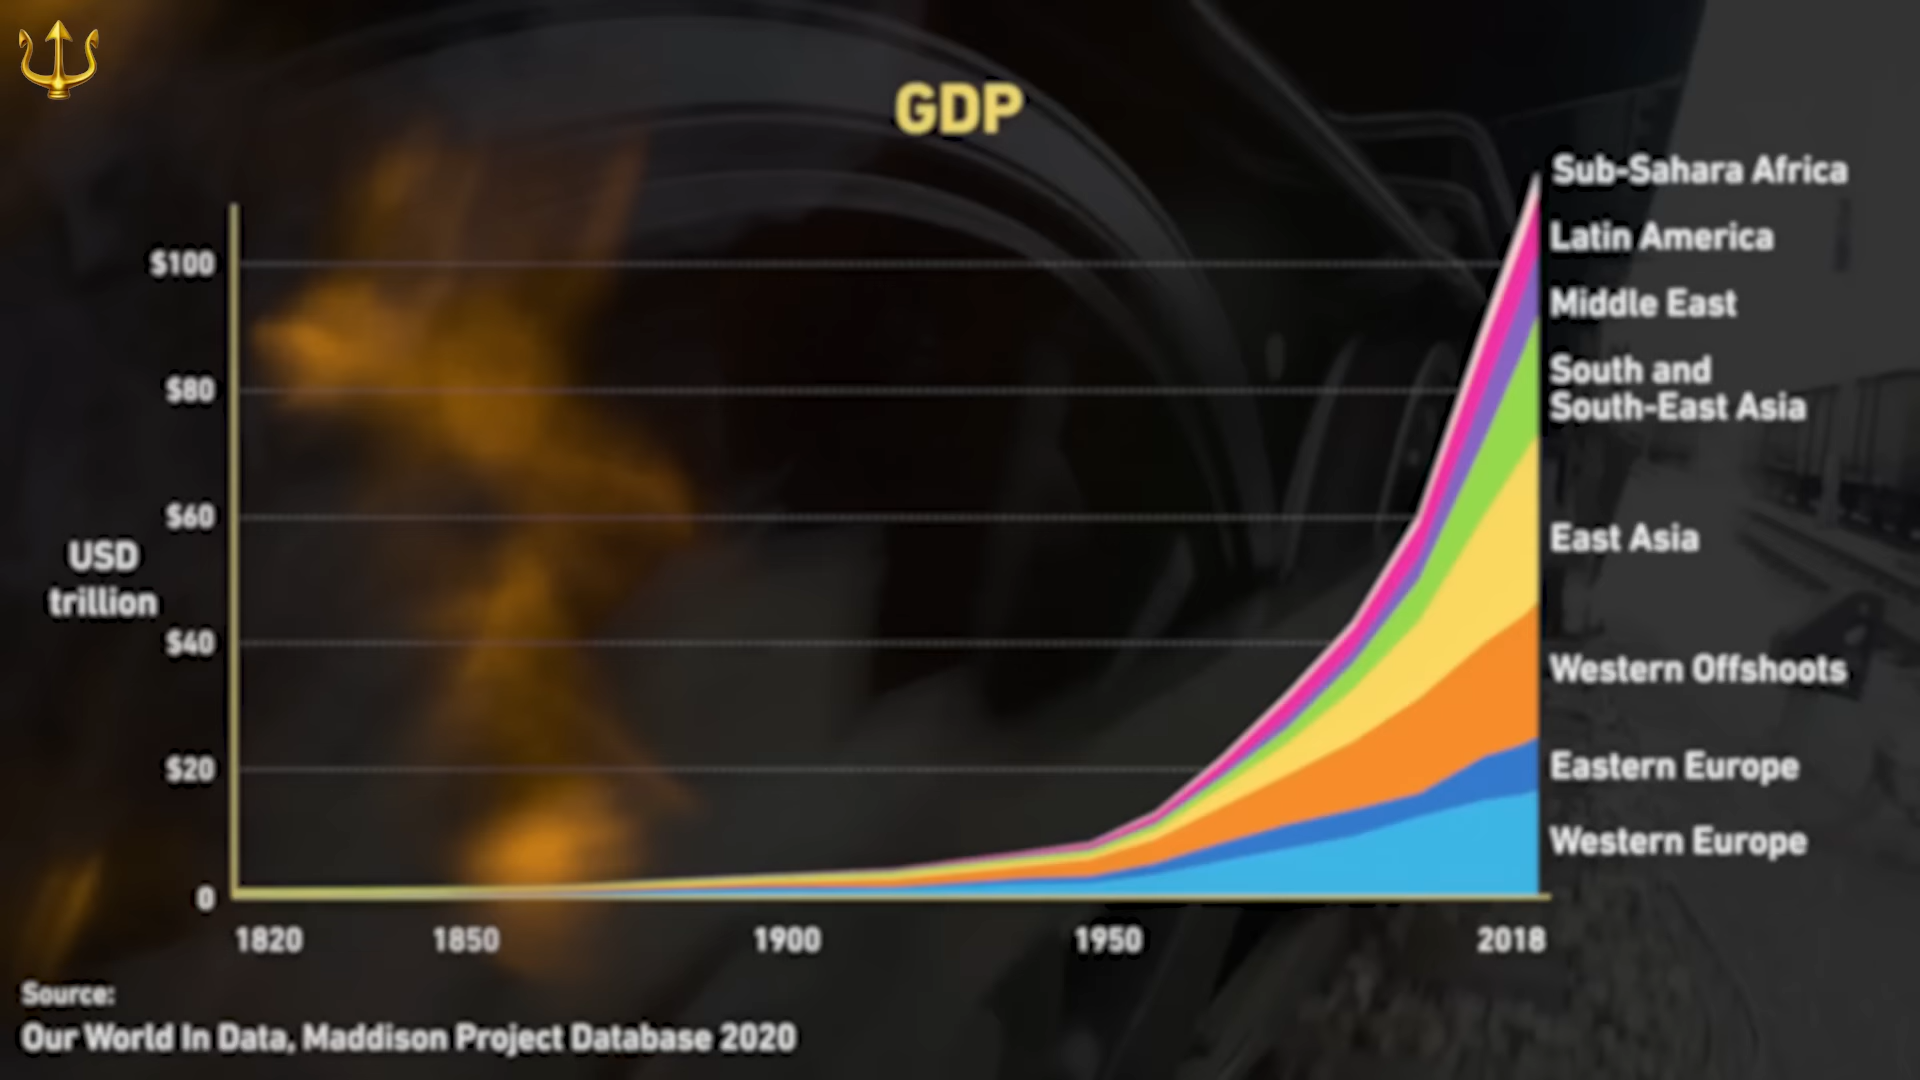 GDP
Sub-Sahara Africa
Latin America
Middle East
South and
South-East Asia
East Asia
Western Offshoots
Eastern Europe
Western Europe
$100
$80
$60
$40
$20
0
USD
trillion
1820 1850 1900 1950 2018
Source:
Our World In Data, Maddison Project Database 2020